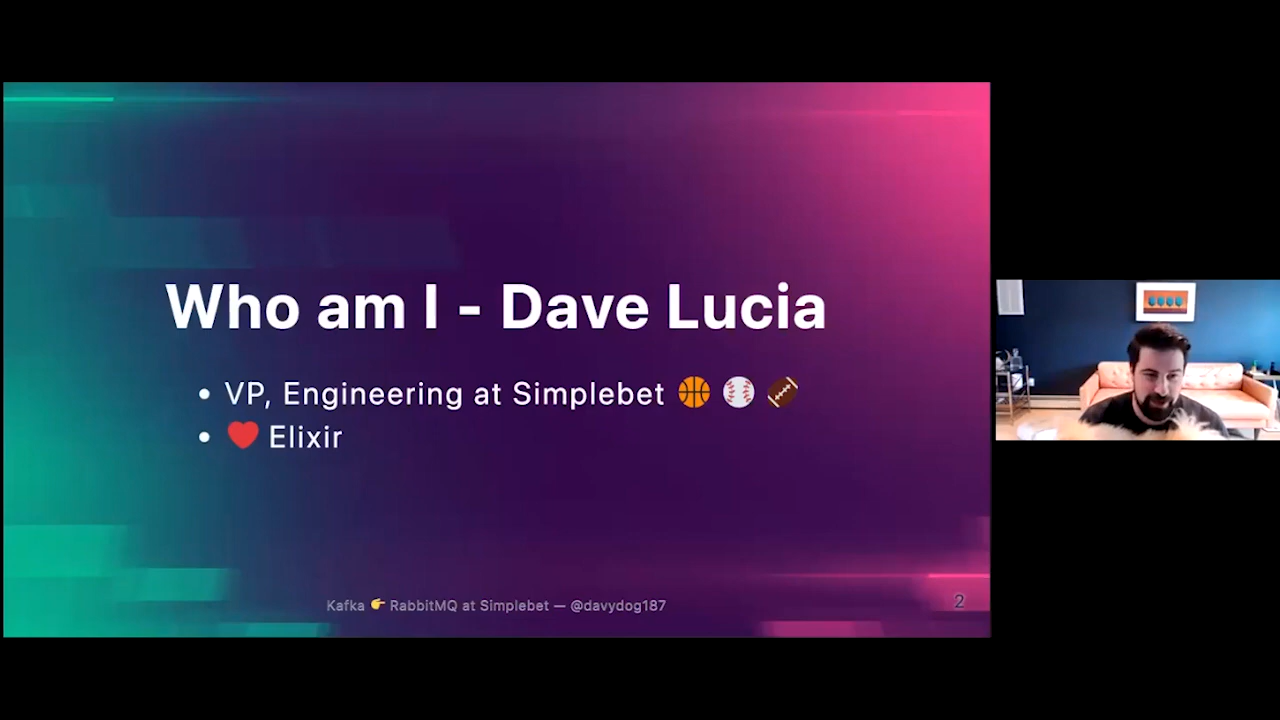 Who am I - Dave Lucia
• VP, Engineering at Simplebet 🏀 ⚾ 🏈
• ❤️ Elixir
Kafka 👉 RabbitMQ at Simplebet — @davydog187
2